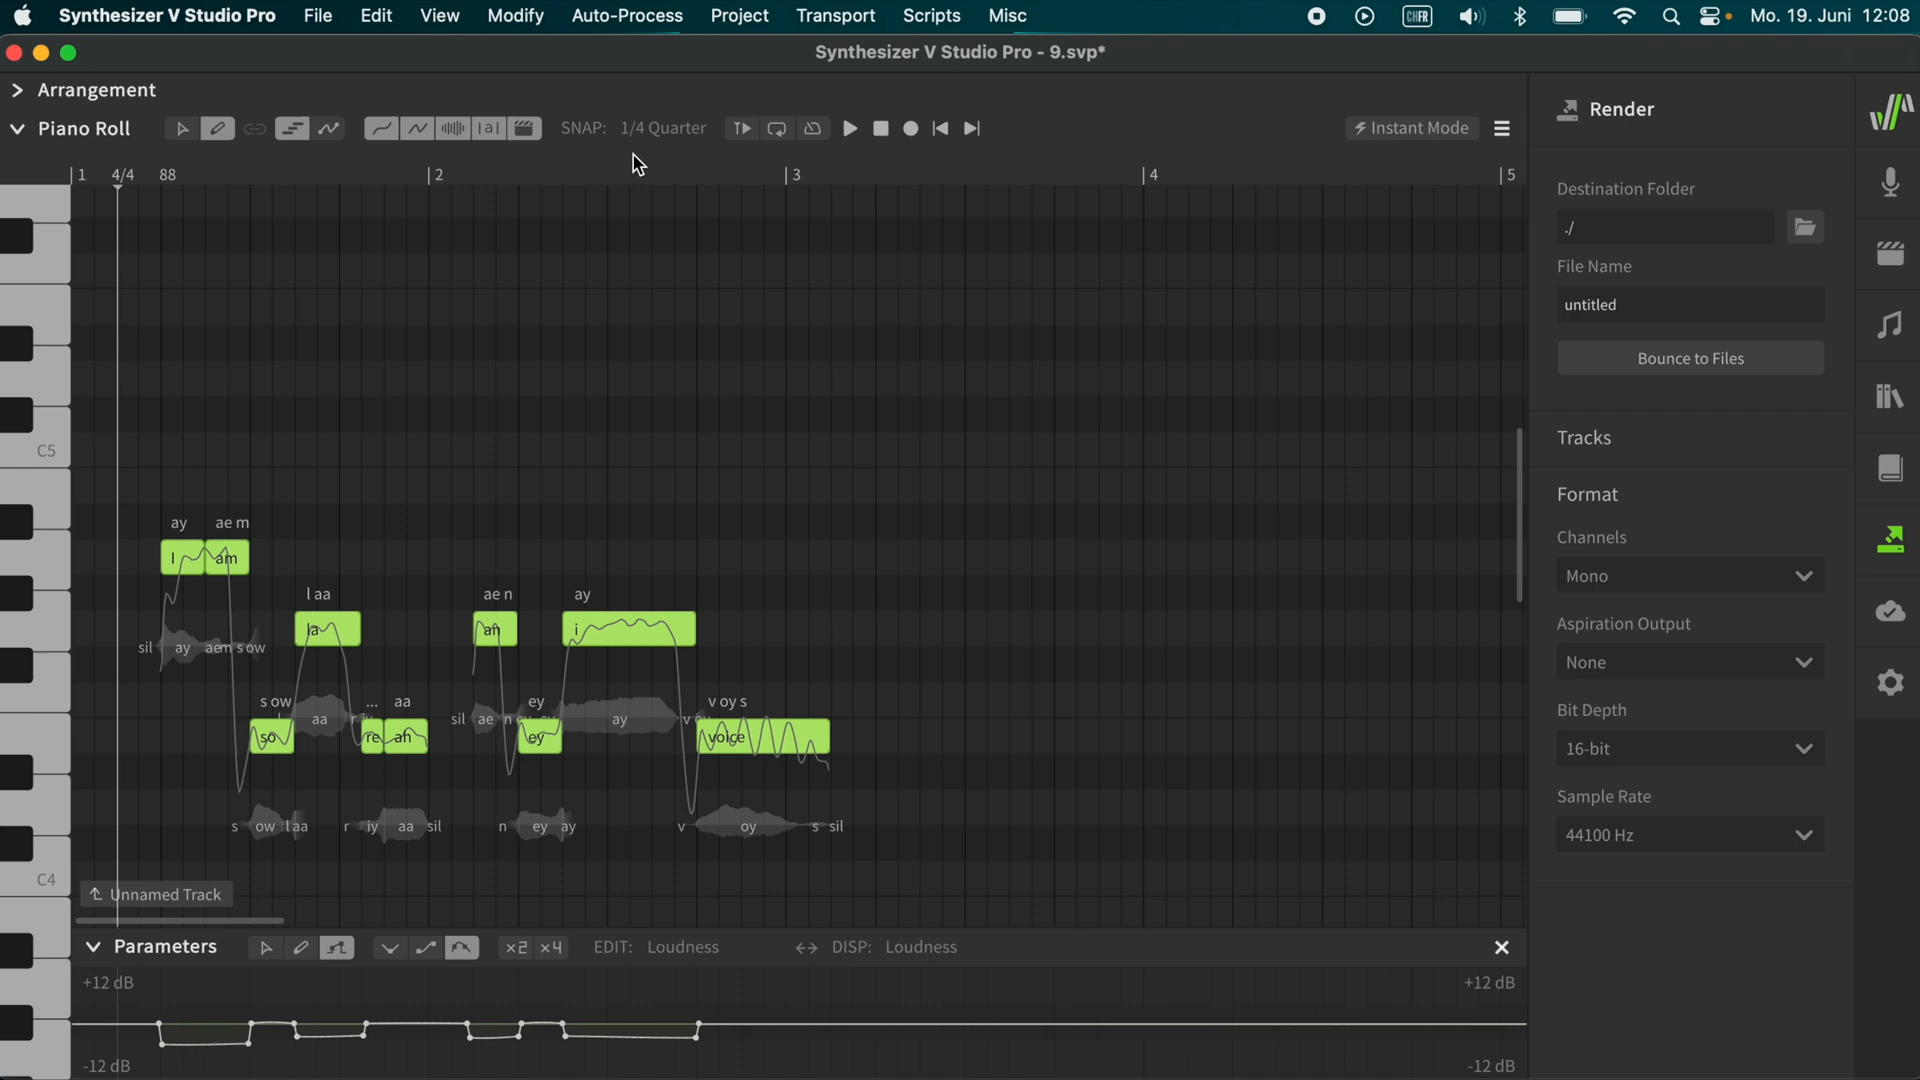 Synthesizer V Studio Pro File Edit View Modify Auto-Process Project Transport Scripts Misc CHFR Mo. 19. Juni 12:08
Synthesizer V Studio Pro - 9.svp*
Arrangement
Piano Roll SNAP: 1/4 Quarter Instant Mode
1 4/4 88 2 3 4 5
C5
ay ae m
I am
l aa ae n ay
la an i
sil ay aem s ow
s ow ... aa ey v oy s
aa sil ae n ay
so re ah ey voice
s ow l aa r iy aa sil n ey ay v oy s sil
C4
Unnamed Track
Parameters x2 x4 EDIT: Loudness DISP: Loudness
+12 dB +12 dB
-12 dB -12 dB
Render
Destination Folder
./
File Name
untitled
Bounce to Files
Tracks
Format
Channels
Mono
Aspiration Output
None
Bit Depth
16-bit
Sample Rate
44100 Hz